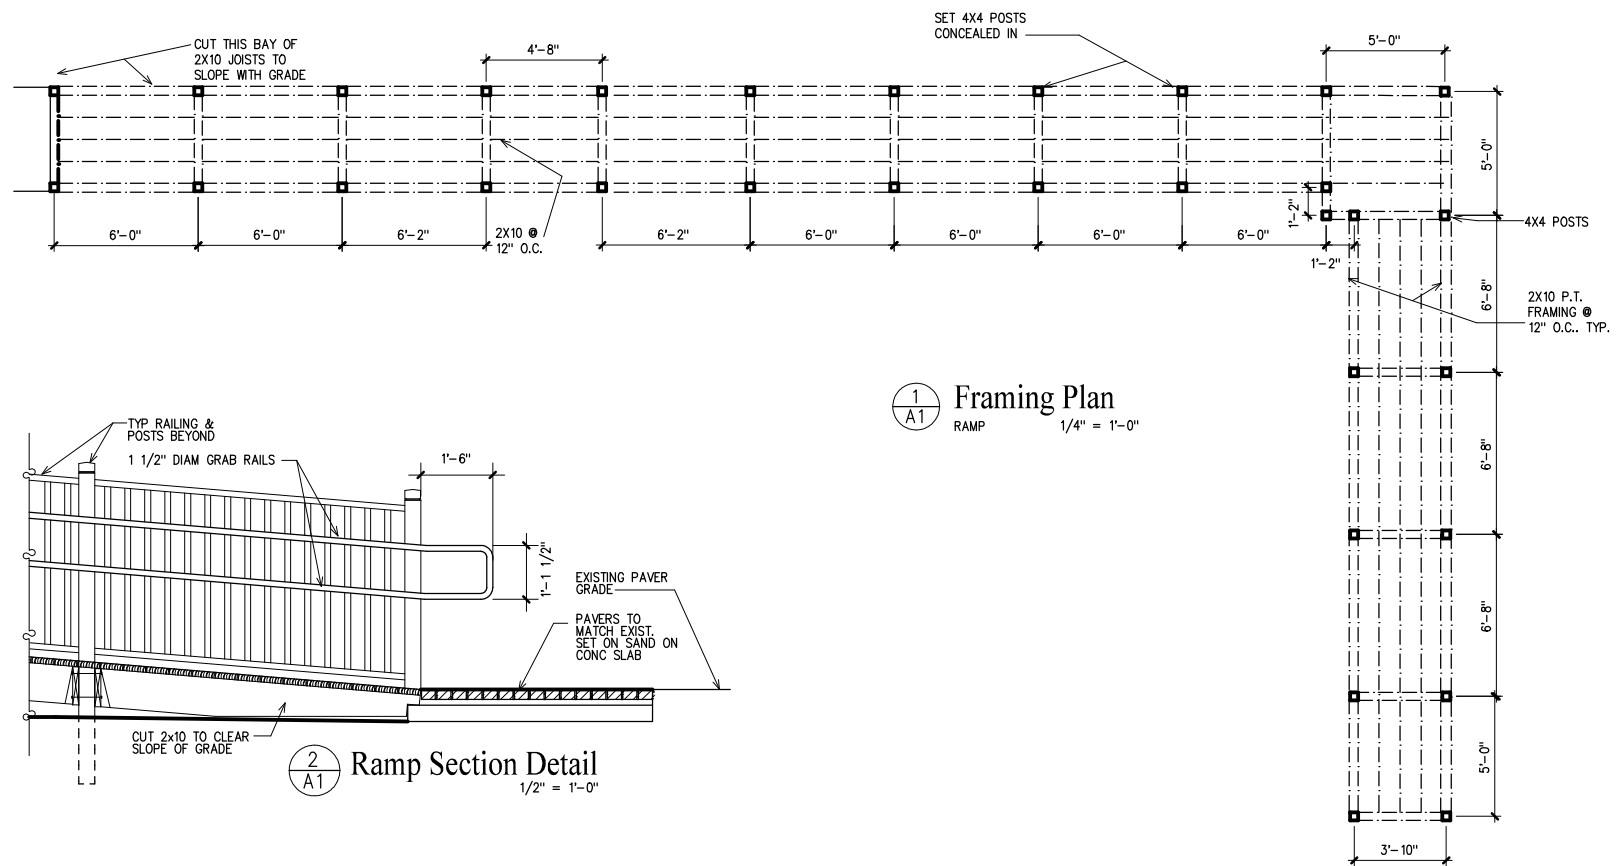 SET 4X4 POSTS
CONCEALED IN
CUT THIS BAY OF
2X10 JOISTS TO
SLOPE WITH GRADE
4'-8"
5'-0"
5'-0"
1'-2"
4X4 POSTS
6'-0"
6'-0"
6'-2"
2X10 @
12" O.C.
6'-2"
6'-0"
6'-0"
6'-0"
6'-0"
1'-2"
6'-8"
2X10 P.T.
FRAMING @
12" O.C.. TYP.
1
A1
Framing Plan
RAMP 1/4" = 1'-0"
6'-8"
6'-8"
5'-0"
3'-10"
TYP RAILING &
POSTS BEYOND
1 1/2" DIAM GRAB RAILS
1'-6"
1'-1 1/2"
EXISTING PAVER
GRADE
PAVERS TO
MATCH EXIST.
SET ON SAND ON
CONC SLAB
CUT 2x10 TO CLEAR
SLOPE OF GRADE
2
A1
Ramp Section Detail
1/2" = 1'-0"